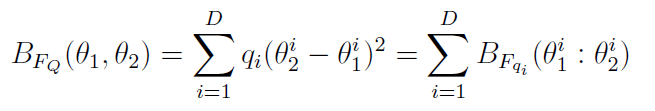 $B_{F_Q}(\theta_1, \theta_2) = \sum_{i=1}^{D} q_i(\theta_2^i - \theta_1^i)^2 = \sum_{i=1}^{D} B_{F_{q_i}}(\theta_1^i : \theta_2^i)$